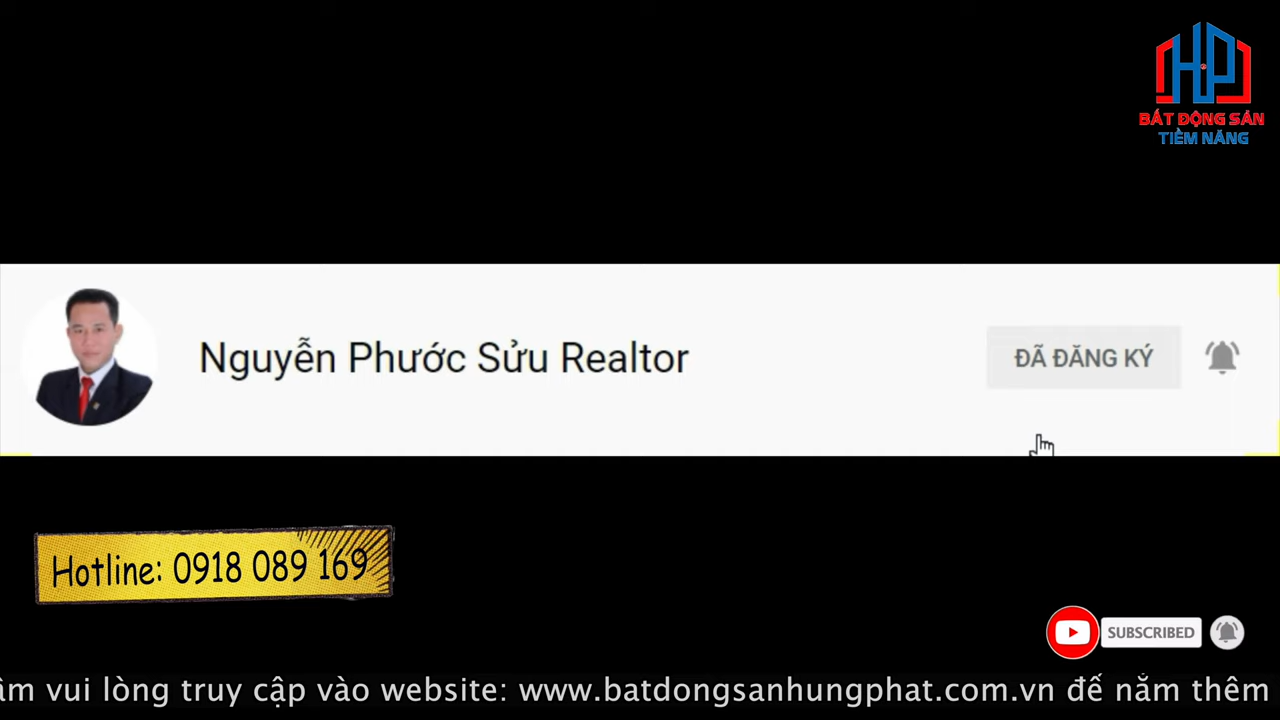 HP
BẤT ĐỘNG SẢN
TIỀM NĂNG
Nguyễn Phước Sửu Realtor
ĐÃ ĐĂNG KÝ
Hotline: 0918 089 169
SUBSCRIBED
vui lòng truy cập vào website: www.batdongsanhungphat.com.vn để nắm thêm